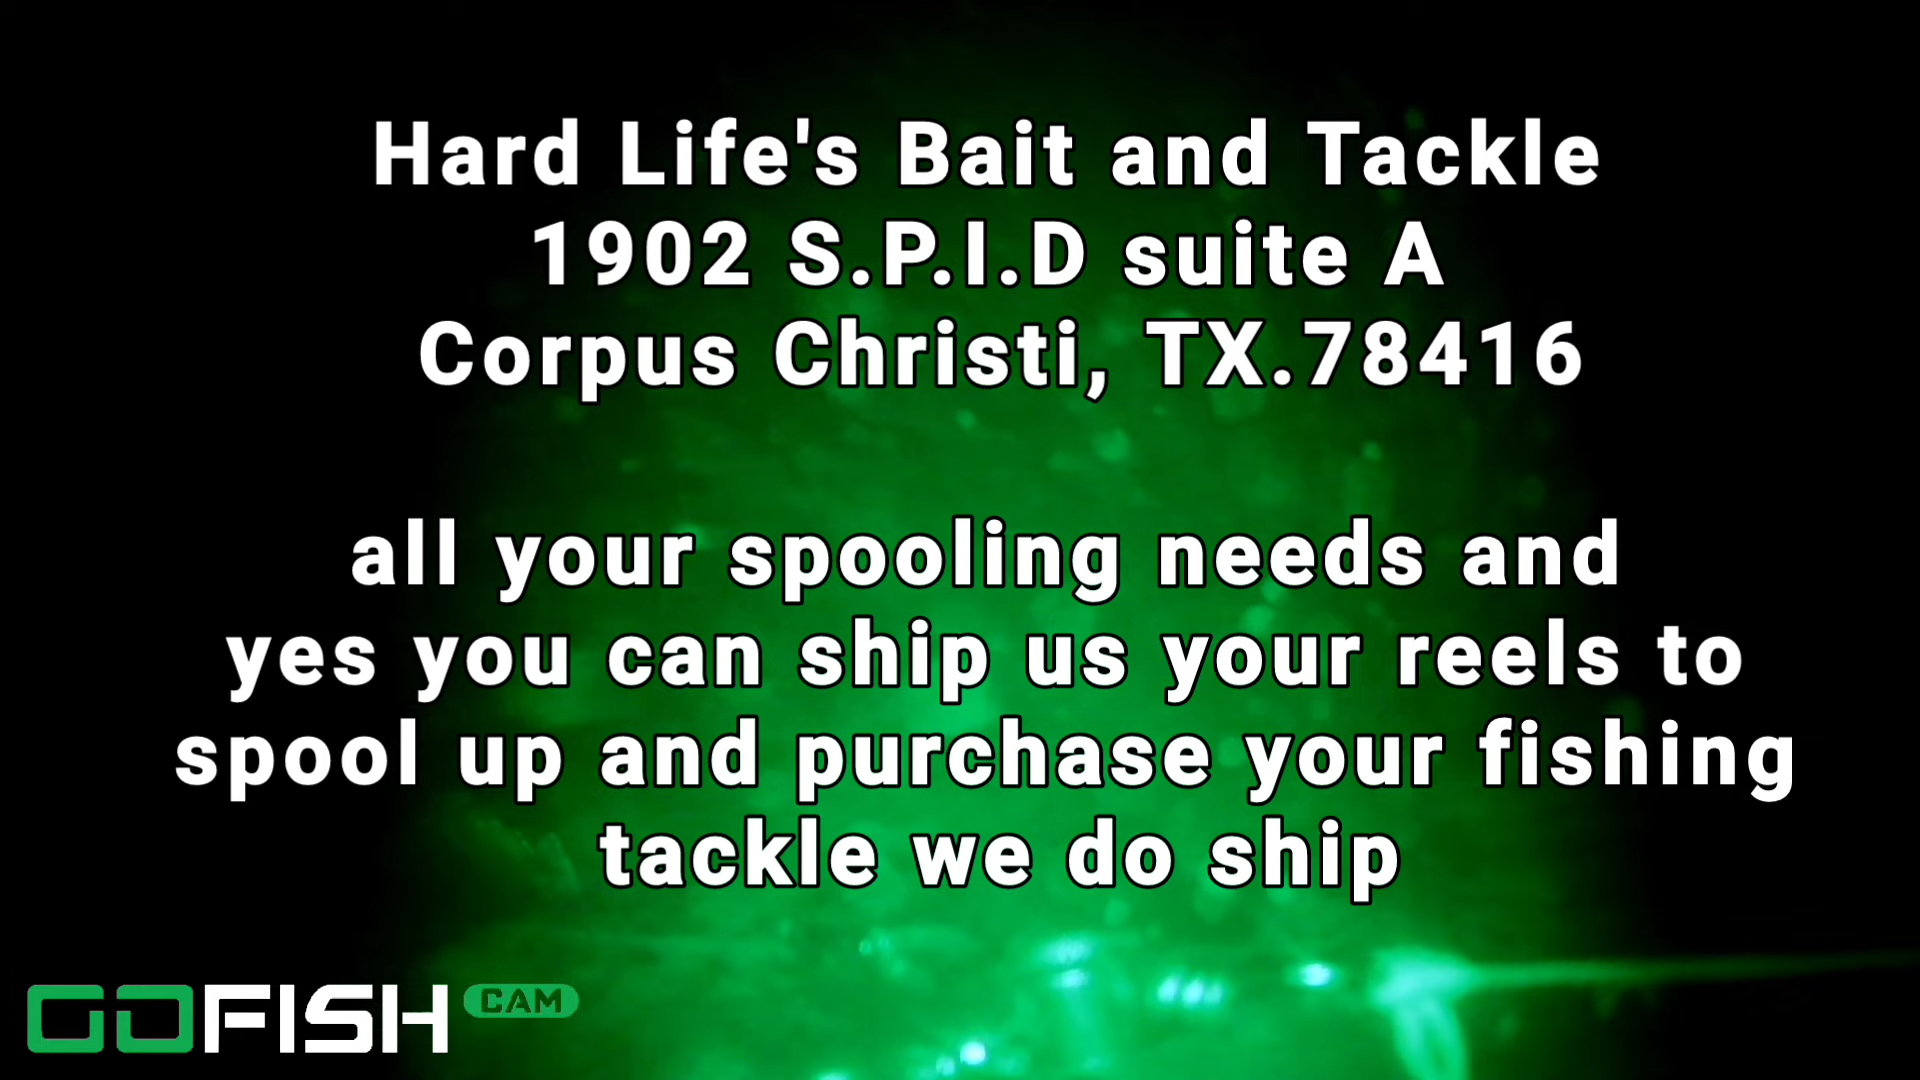 Hard Life's Bait and Tackle
1902 S.P.I.D suite A
Corpus Christi, TX.78416
all your spooling needs and
yes you can ship us your reels to
spool up and purchase your fishing
tackle we do ship
GOFISH CAM